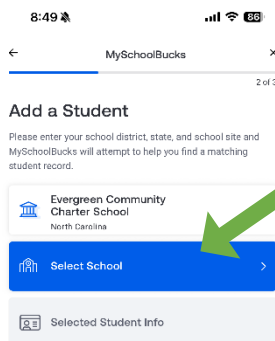 8:49 86
MySchoolBucks
2 of 3
Add a Student
Please enter your school district, state, and school site and
MySchoolBucks will attempt to help you find a matching
student record.
Evergreen Community
Charter School
North Carolina
Select School
Selected Student Info